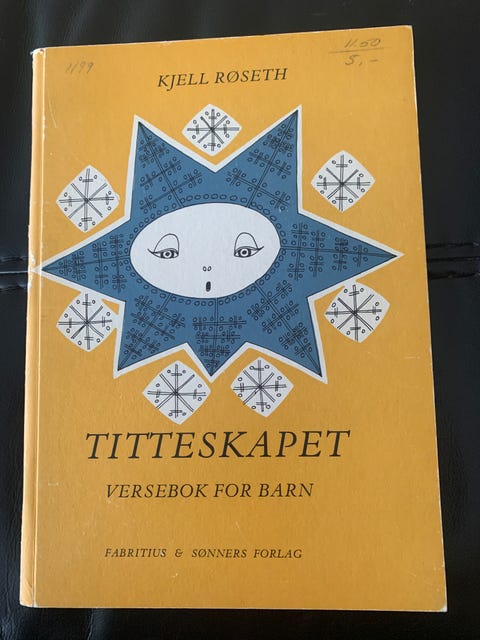 1199
11.50
5,-
KJELL RØSETH
TITTESKAPET
VERSEBOK FOR BARN
FABRITIUS & SØNNERS FORLAG